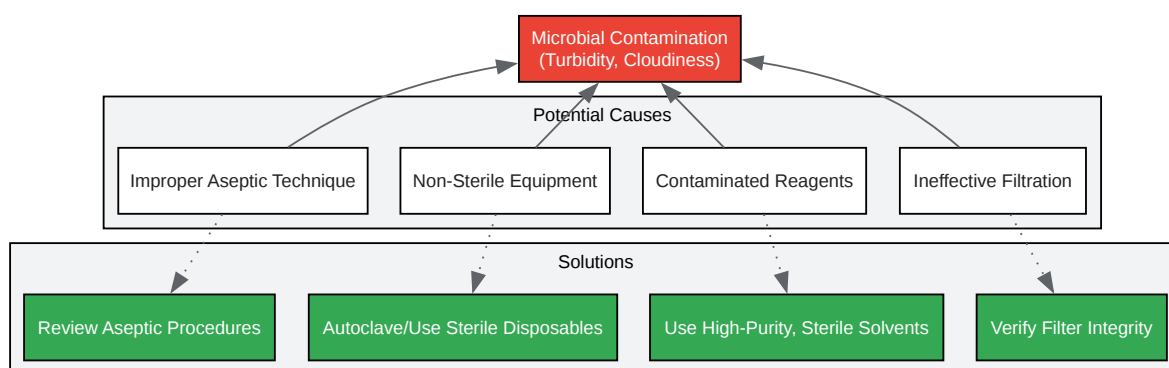 Microbial Contamination
(Turbidity, Cloudiness)
Potential Causes
Improper Aseptic Technique
Non-Sterile Equipment
Contaminated Reagents
Ineffective Filtration
Solutions
Review Aseptic Procedures
Autoclave/Use Sterile Disposables
Use High-Purity, Sterile Solvents
Verify Filter Integrity